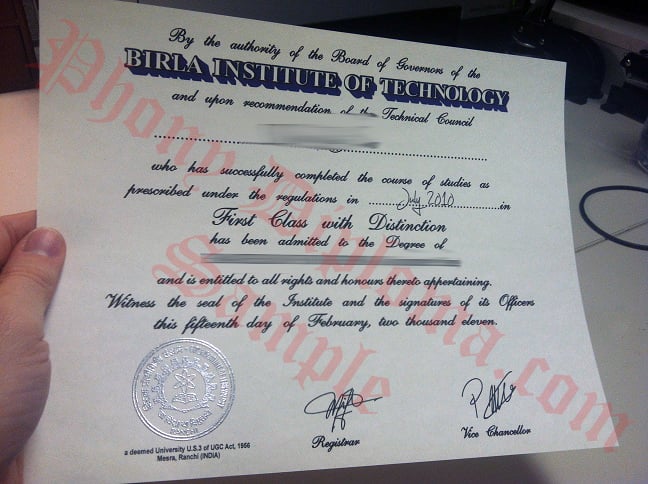 By the authority of the Board of Governors of the
BIRLA INSTITUTE OF TECHNOLOGY
and upon recommendation of the Technical Council
who has successfully completed the course of studies as
prescribed under the regulations in July 2010 in
First Class with Distinction
has been admitted to the Degree of
and is entitled to all rights and honours thereto appertaining.
Witness the seal of the Institute and the signatures of its Officers
this fifteenth day of February, two thousand eleven.
Registrar
Vice Chancellor
a deemed University U.S.3 of UGC Act, 1956
Mesra, Ranchi (INDIA)
PhonyDiploma.com
Sample